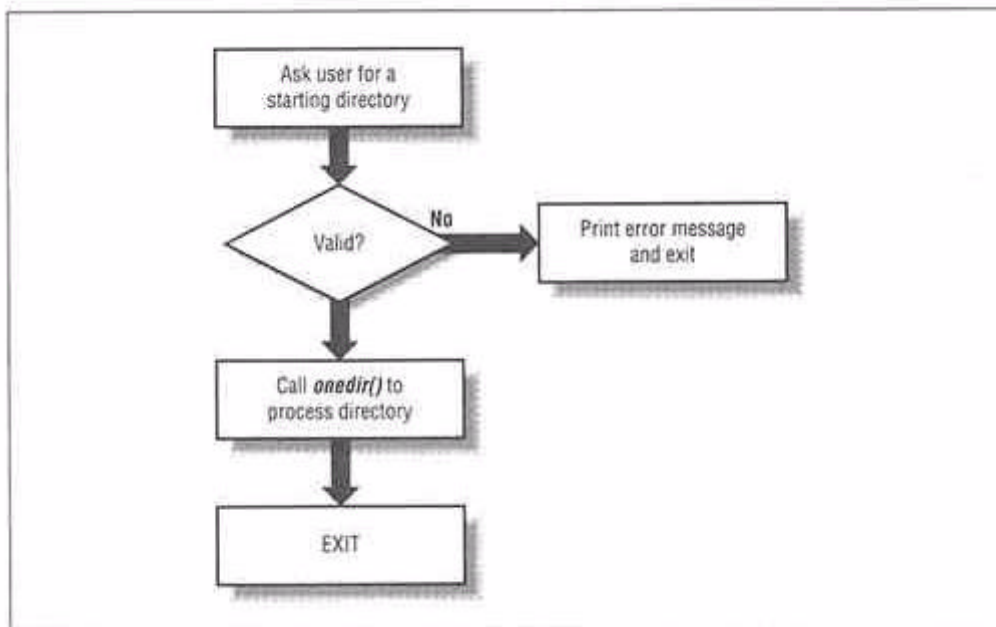 Ask user for a
starting directory
Valid?
No
Print error message
and exit
Call onedir() to
process directory
EXIT